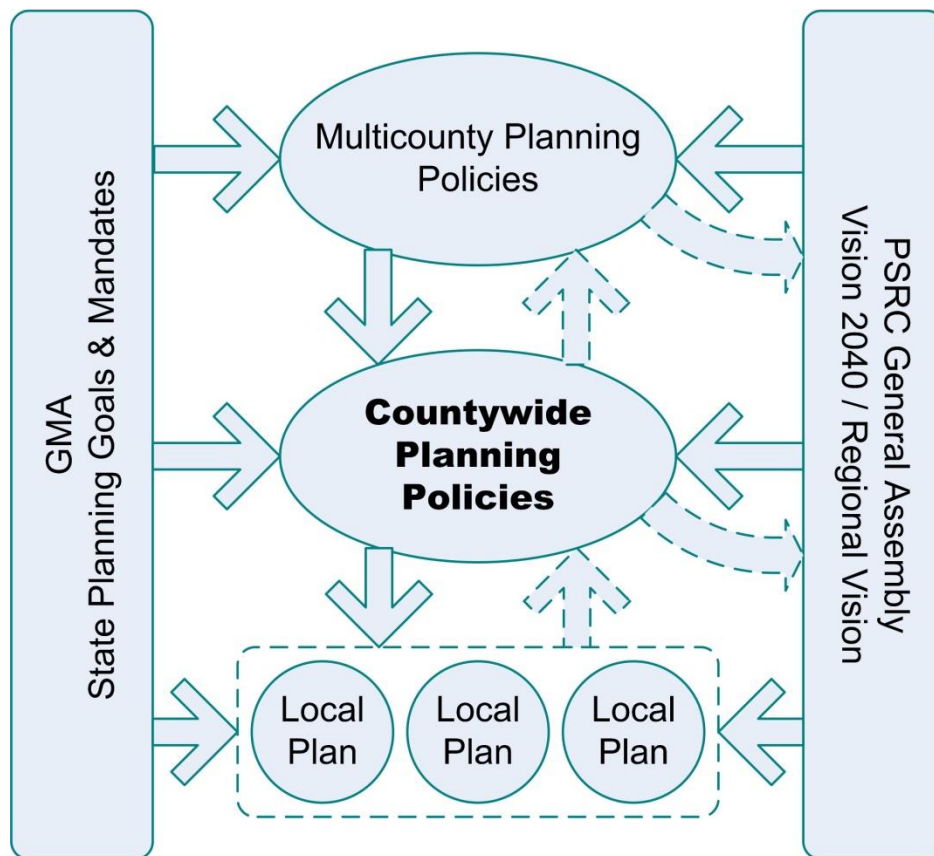 GMA
State Planning Goals & Mandates
Multicounty Planning
Policies
Countywide
Planning
Policies
Local
Plan
Local
Plan
Local
Plan
PSRC General Assembly
Vision 2040 / Regional Vision